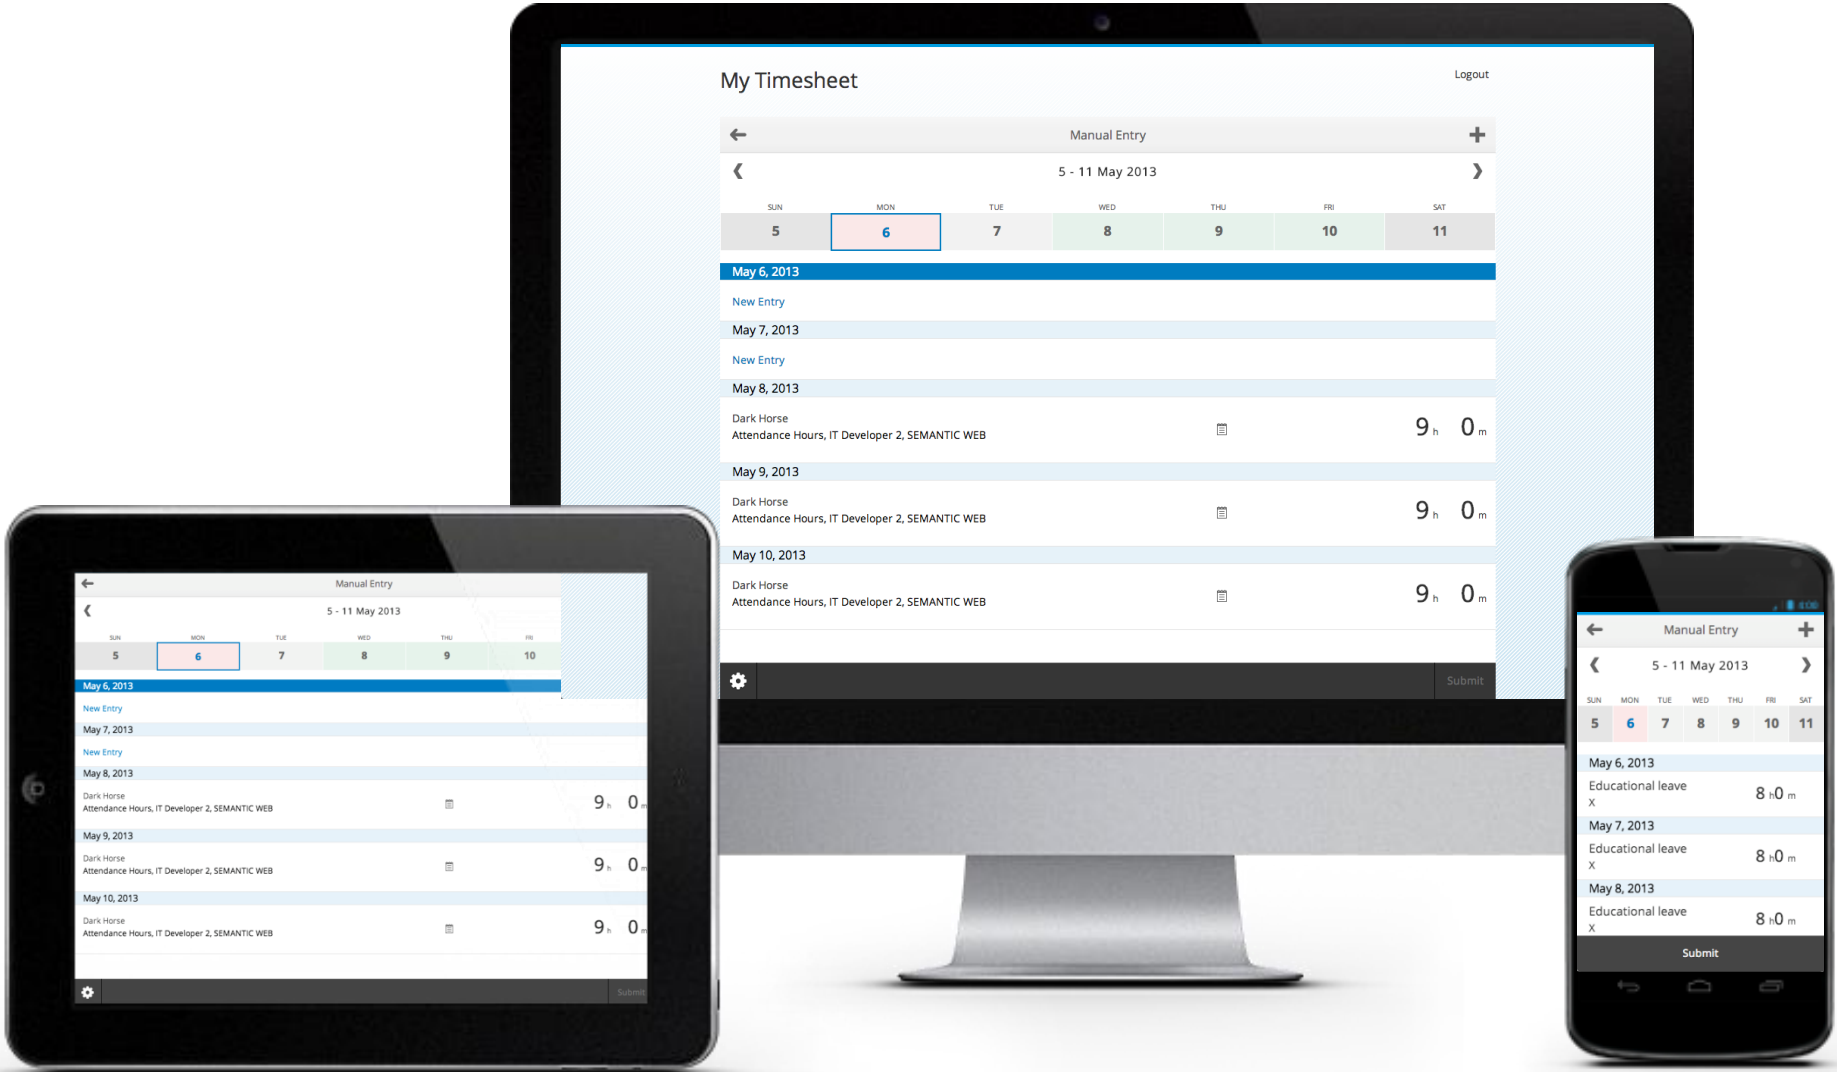 My Timesheet
Logout
Manual Entry
5 - 11 May 2013
SUN MON TUE WED THU FRI SAT
5 6 7 8 9 10 11
May 6, 2013
New Entry
May 7, 2013
New Entry
May 8, 2013
Dark Horse
Attendance Hours, IT Developer 2, SEMANTIC WEB
9 h 0 m
May 9, 2013
Dark Horse
Attendance Hours, IT Developer 2, SEMANTIC WEB
9 h 0 m
May 10, 2013
Dark Horse
Attendance Hours, IT Developer 2, SEMANTIC WEB
9 h 0 m
Submit
Manual Entry
5 - 11 May 2013
SUN MON TUE WED THU FRI
5 6 7 8 9 10
May 6, 2013
New Entry
May 7, 2013
New Entry
May 8, 2013
Dark Horse
Attendance Hours, IT Developer 2, SEMANTIC WEB
9 h 0 m
May 9, 2013
Dark Horse
Attendance Hours, IT Developer 2, SEMANTIC WEB
9 h 0 m
May 10, 2013
Dark Horse
Attendance Hours, IT Developer 2, SEMANTIC WEB
9 h 0 m
Submit
Manual Entry
5 - 11 May 2013
SUN MON TUE WED THU FRI SAT
5 6 7 8 9 10 11
May 6, 2013
Educational leave
X
8 h 0 m
May 7, 2013
Educational leave
X
8 h 0 m
May 8, 2013
Educational leave
X
8 h 0 m
Submit